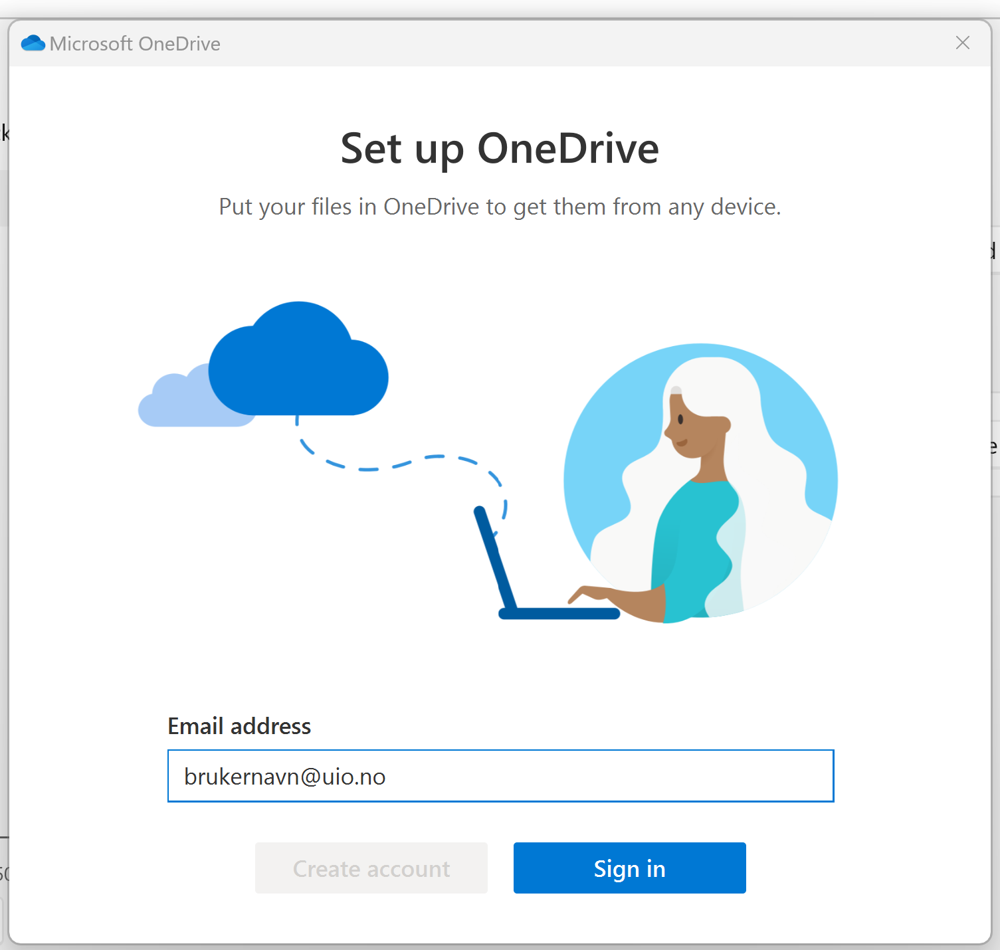 Microsoft OneDrive
Set up OneDrive
Put your files in OneDrive to get them from any device.
Email address
brukernavn@uio.no
Create account
Sign in